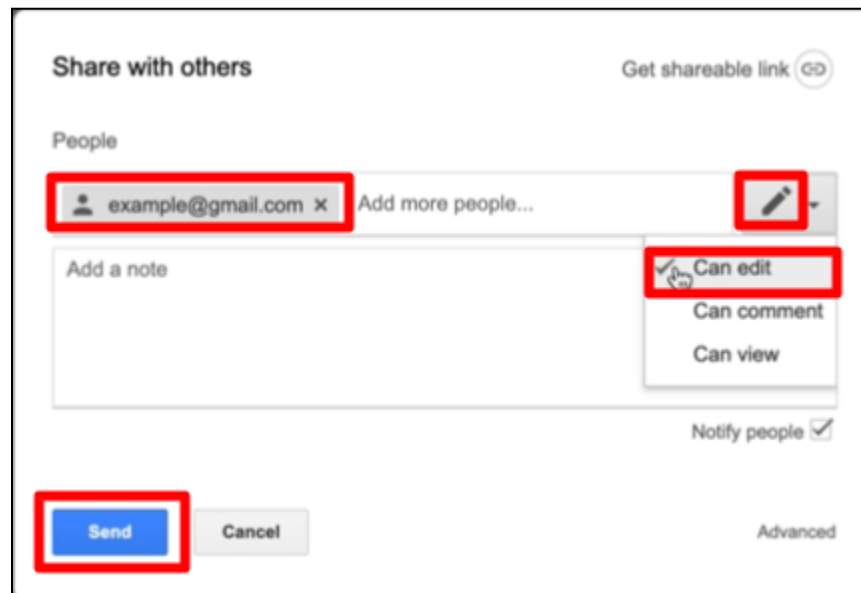 Share with others
Get shareable link
People
example@gmail.com × Add more people...
Add a note
Can edit
Can comment
Can view
Notify people
Send
Cancel
Advanced